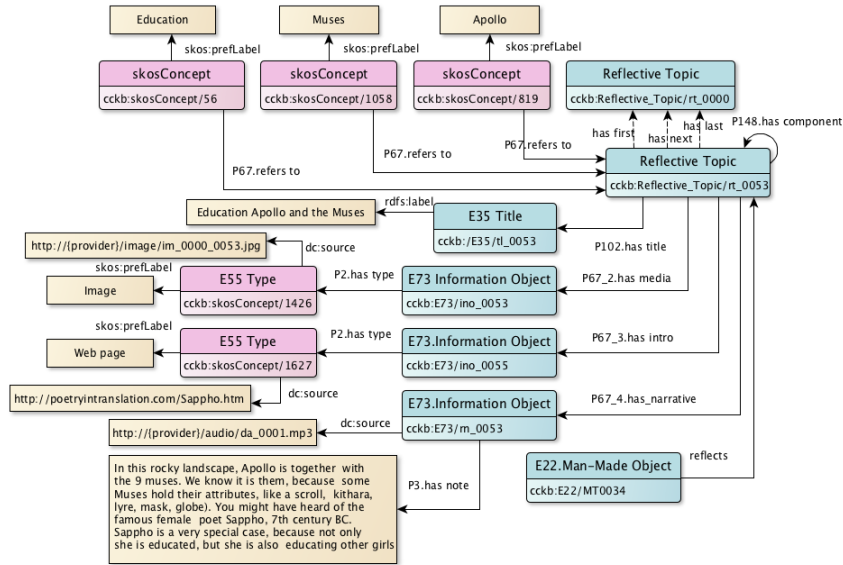 Education
Muses
Apollo
skos:prefLabel
skos:prefLabel
skos:prefLabel
skosConcept
cckb:skosConcept/56
skosConcept
cckb:skosConcept/1058
skosConcept
cckb:skosConcept/819
Reflective Topic
cckb:Reflective_Topic/rt_0000
P67.refers to
P67.refers to
P67.refers to
has first
has next
has last
P148.has component
Reflective Topic
cckb:Reflective_Topic/rt_0053
Education Apollo and the Muses
rdfs:label
E35 Title
cckb:/E35/tl_0053
P102.has title
http://{provider}/image/im_0000_0053.jpg
dc:source
skos:prefLabel
Image
E55 Type
cckb:skosConcept/1426
P2.has type
E73 Information Object
cckb:E73/ino_0053
P67_2.has media
skos:prefLabel
Web page
E55 Type
cckb:skosConcept/1627
P2.has type
E73.Information Object
cckb:E73/ino_0055
P67_3.has intro
http://poetryintranslation.com/Sappho.htm
dc:source
E73.Information Object
cckb:E73/m_0053
P67_4.has_narrative
http://{provider}/audio/da_0001.mp3
dc:source
In this rocky landscape, Apollo is together with
the 9 muses. We know it is them, because some
Muses hold their attributes, like a scroll, kithara,
lyre, mask, globe). You might have heard of the
famous female poet Sappho, 7th century BC.
Sappho is a very special case, because not only
she is educated, but she is also educating other girls
P3.has note
E22.Man-Made Object
cckb:E22/MT0034
reflects